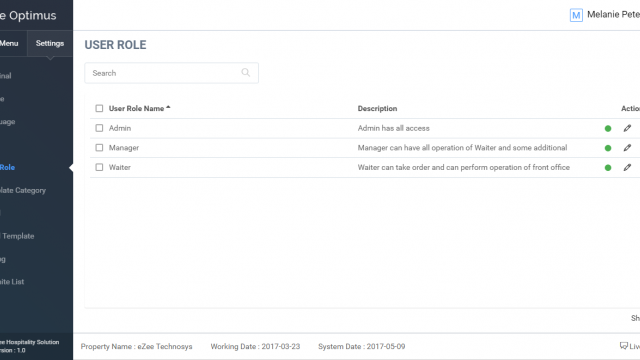 e Optimus
Melanie Pete
Menu Settings
USER ROLE
Search
User Role Name Description Actio
Admin Admin has all access
Manager Manager can have all operation of Waiter and some additional
Waiter Waiter can take order and can perform operation of front office
inal
e
uage
Role
late Category
l Template
g
ite List
Sh
ee Hospitality Solution
ersion : 1.0
Property Name : eZee Technosys Working Date : 2017-03-23 System Date : 2017-05-09
Liv